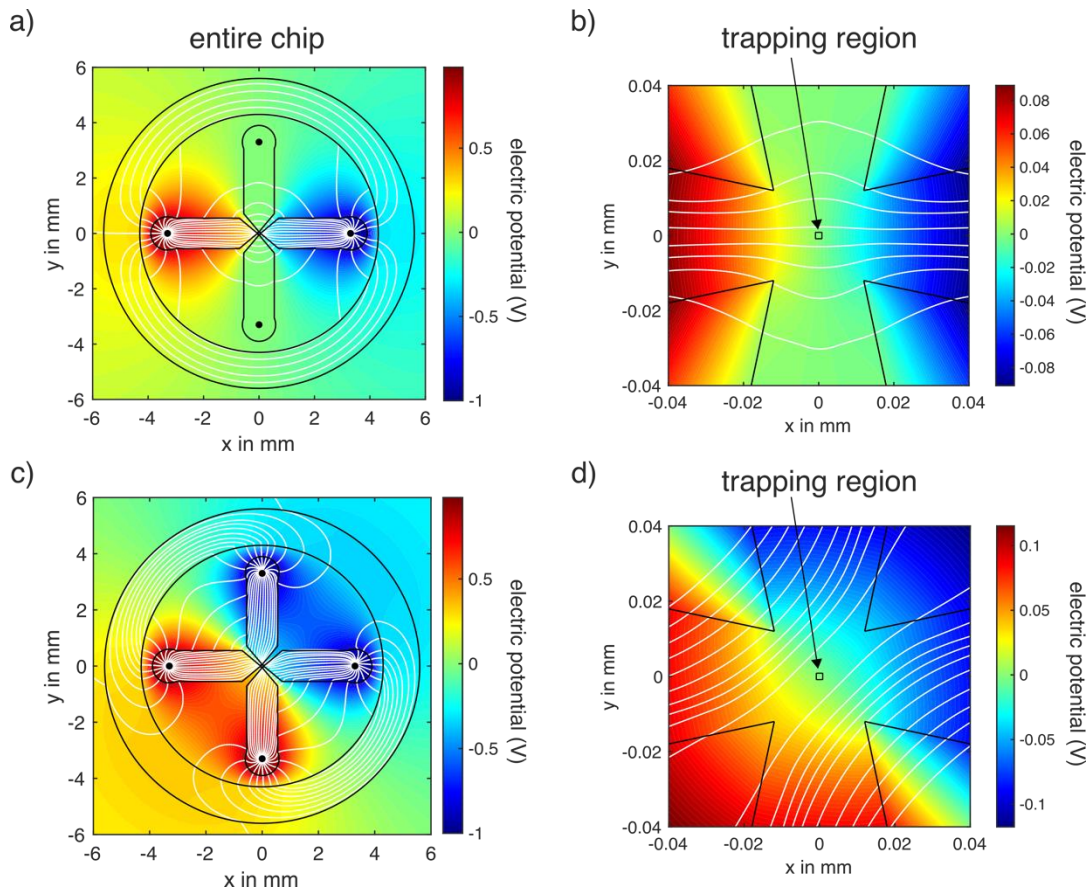 a)
entire chip
6
4
2
0
-2
-4
-6
y in mm
-6 -4 -2 0 2 4 6
x in mm
0.5
0
-0.5
-1
electric potential (V)
b)
trapping region
0.04
0.02
0
-0.02
-0.04
y in mm
-0.04 -0.02 0 0.02 0.04
x in mm
0.08
0.06
0.04
0.02
0
-0.02
-0.04
-0.06
-0.08
electric potential (V)
c)
6
4
2
0
-2
-4
-6
y in mm
-6 -4 -2 0 2 4 6
x in mm
0.5
0
-0.5
-1
electric potential (V)
d)
trapping region
0.04
0.02
0
-0.02
-0.04
y in mm
-0.04 -0.02 0 0.02 0.04
x in mm
0.1
0.05
0
-0.05
-0.1
electric potential (V)